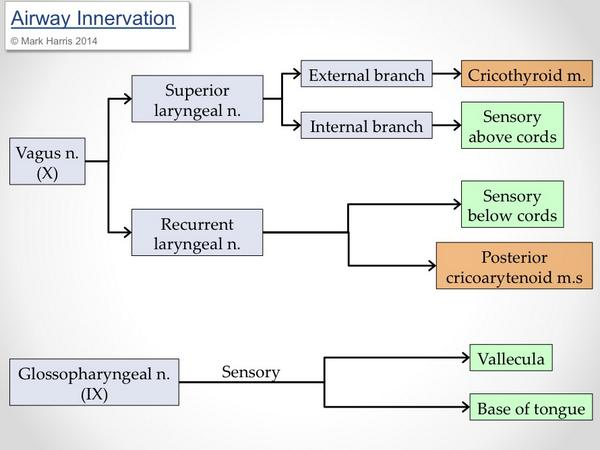 Airway Innervation
© Mark Harris 2014
External branch
Cricothyroid m.
Superior
laryngeal n.
Internal branch
Sensory
above cords
Vagus n.
(X)
Recurrent
laryngeal n.
Sensory
below cords
Posterior
cricoarytenoid m.s
Glossopharyngeal n.
(IX)
Sensory
Vallecula
Base of tongue